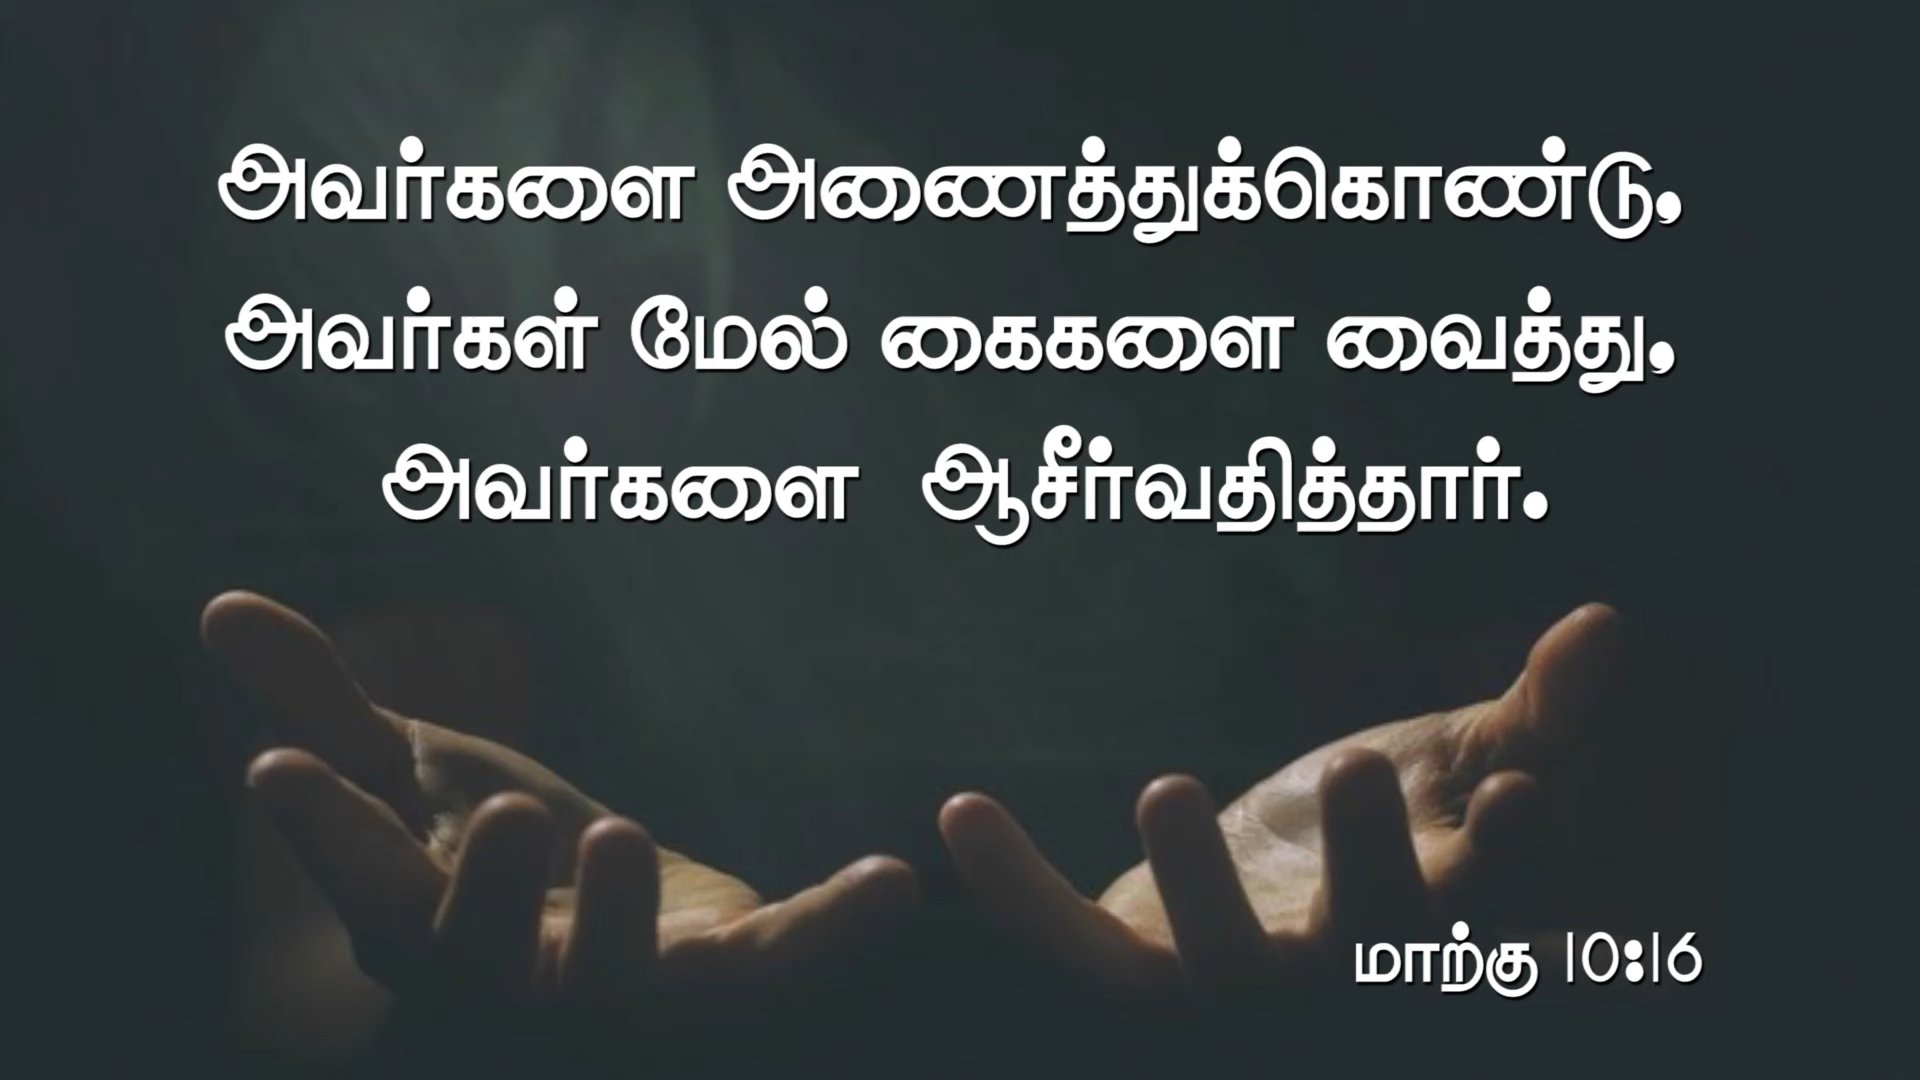 அவர்களை அணைத்துக்கொண்டு,
அவர்கள் மேல் கைகளை வைத்து,
அவர்களை ஆசீர்வதித்தார்.
மாற்கு 10:16